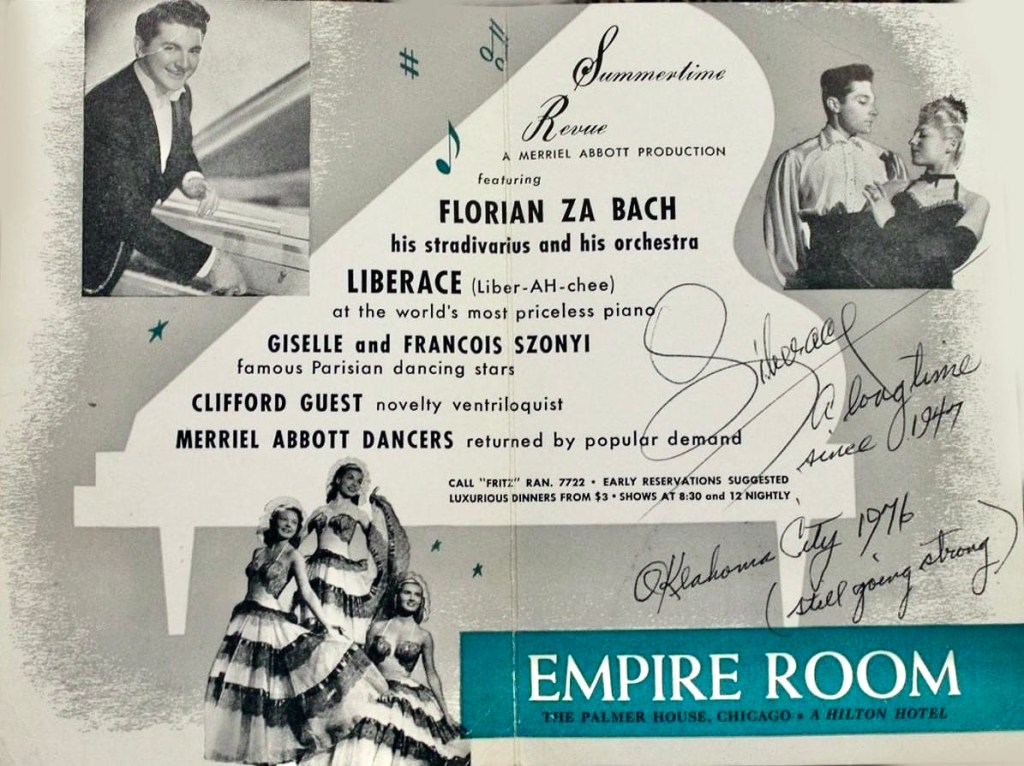 Summertime
Revue
A MERRIEL ABBOTT PRODUCTION
featuring
FLORIAN ZA BACH
his stradivarius and his orchestra
LIBERACE (Liber-AH-chee)
at the world's most priceless piano
GISELLE and FRANCOIS SZONYI
famous Parisian dancing stars
CLIFFORD GUEST novelty ventriloquist
MERRIEL ABBOTT DANCERS returned by popular demand
CALL "FRITZ" RAN. 7722 • EARLY RESERVATIONS SUGGESTED
LUXURIOUS DINNERS FROM $3 • SHOWS AT 8:30 and 12 NIGHTLY
Liberace
A long time
since 1947
Oklahoma City 1976
(still going strong)
EMPIRE ROOM
THE PALMER HOUSE, CHICAGO • A HILTON HOTEL